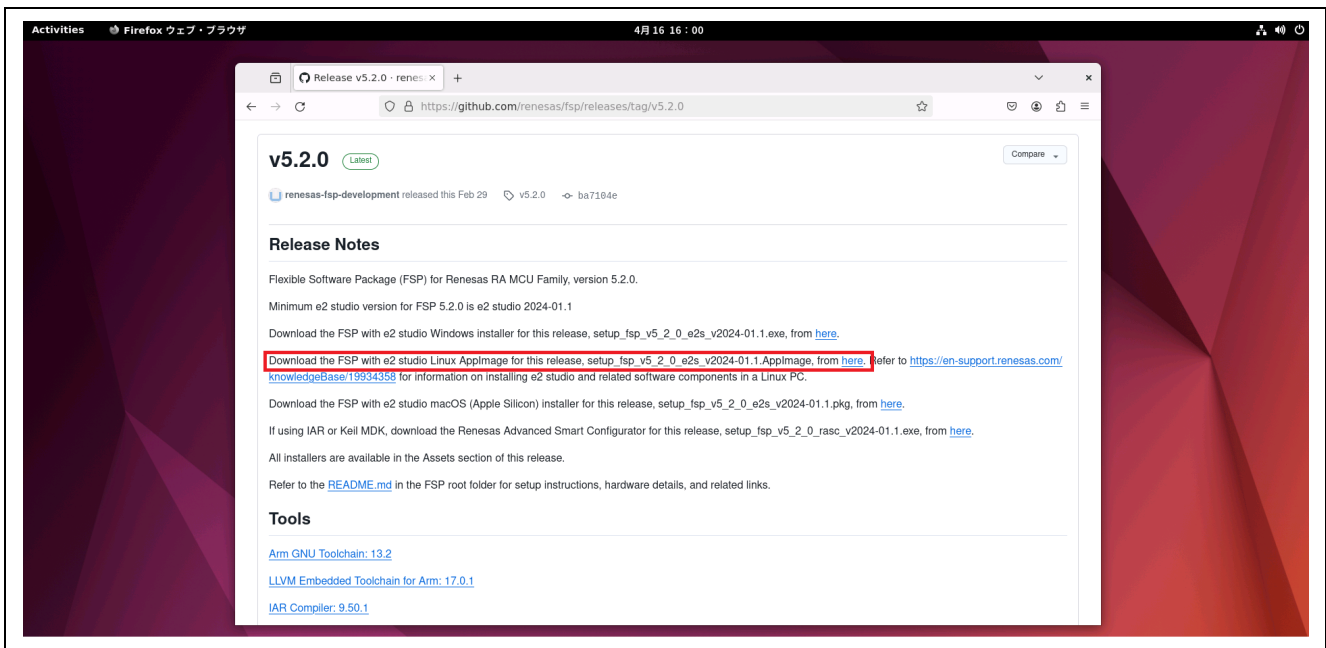 Activities Firefox ウェブ・ブラウザ 4月 16 16：00
Release v5.2.0 · renes
https://github.com/renesas/fsp/releases/tag/v5.2.0
v5.2.0 Latest Compare
renesas-fsp-development released this Feb 29 v5.2.0 ba7104e
Release Notes
Flexible Software Package (FSP) for Renesas RA MCU Family, version 5.2.0.
Minimum e2 studio version for FSP 5.2.0 is e2 studio 2024-01.1
Download the FSP with e2 studio Windows installer for this release, setup_fsp_v5_2_0_e2s_v2024-01.1.exe, from here.
Download the FSP with e2 studio Linux AppImage for this release, setup_fsp_v5_2_0_e2s_v2024-01.1.AppImage, from here. Refer to https://en-support.renesas.com/
knowledgeBase/19934358 for information on installing e2 studio and related software components in a Linux PC.
Download the FSP with e2 studio macOS (Apple Silicon) installer for this release, setup_fsp_v5_2_0_e2s_v2024-01.1.pkg, from here.
If using IAR or Keil MDK, download the Renesas Advanced Smart Configurator for this release, setup_fsp_v5_2_0_rasc_v2024-01.1.exe, from here.
All installers are available in the Assets section of this release.
Refer to the README.md in the FSP root folder for setup instructions, hardware details, and related links.
Tools
Arm GNU Toolchain: 13.2
LLVM Embedded Toolchain for Arm: 17.0.1
IAR Compiler: 9.50.1